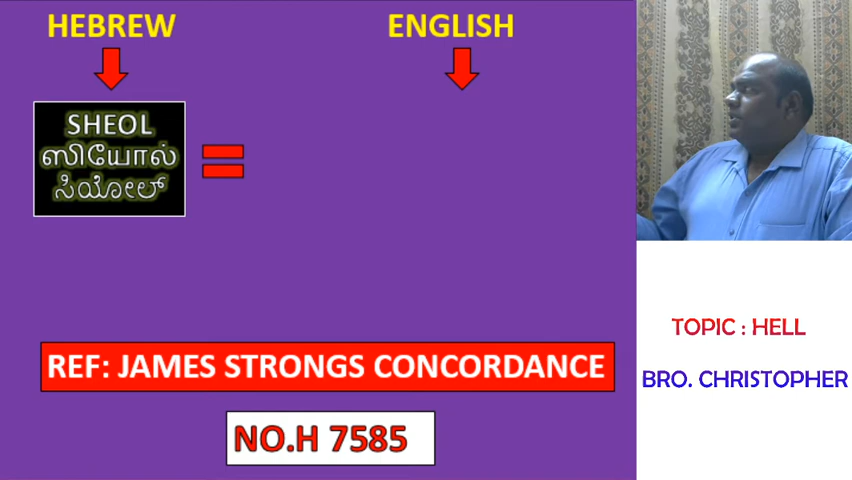 HEBREW
ENGLISH
SHEOL
ஸியோல்
ಸಿಯೋಲ್
=
REF: JAMES STRONGS CONCORDANCE
NO.H 7585
TOPIC : HELL
BRO. CHRISTOPHER